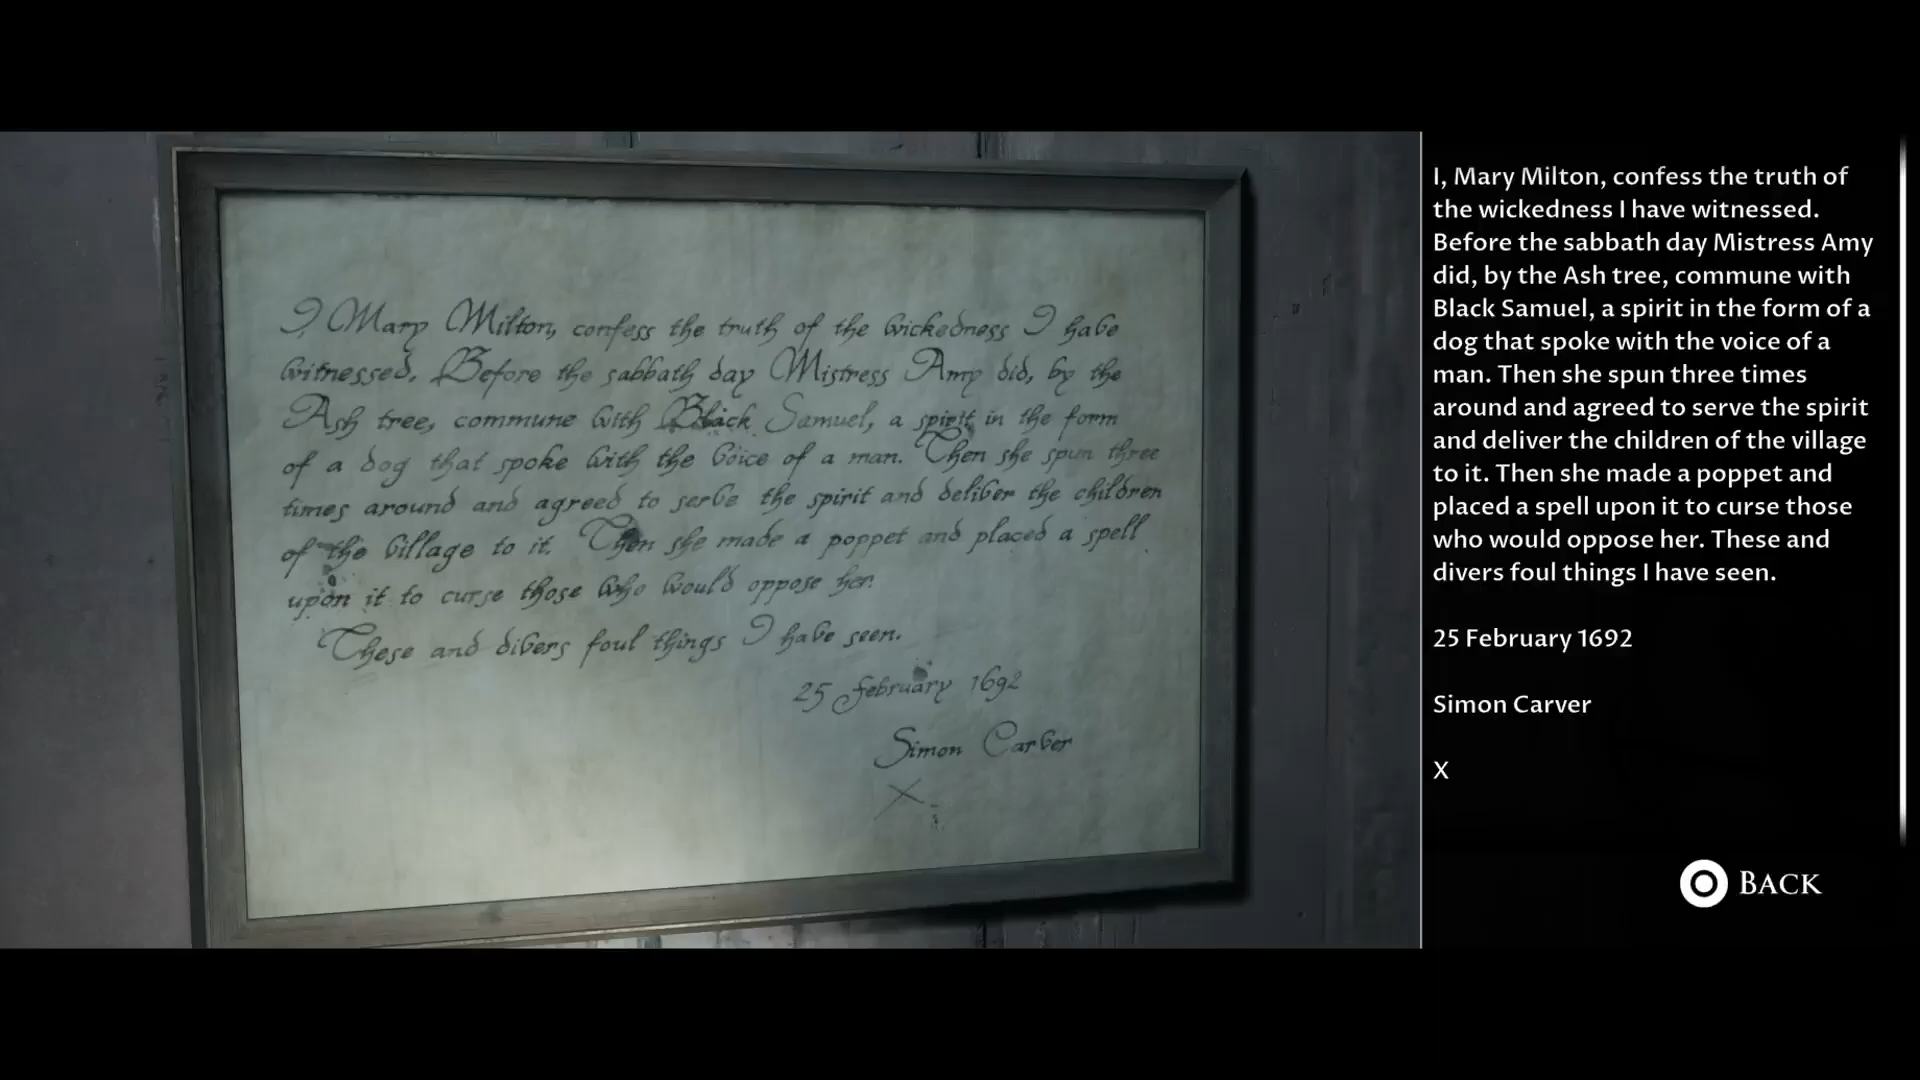 I, Mary Milton, confess the truth of the wickedness I have
witnessed. Before the sabbath day Mistress Amy did, by the
Ash tree, commune with Black Samuel, a spirit in the form
of a dog that spoke with the voice of a man. Then she spun three
times around and agreed to serve the spirit and deliver the children
of the village to it. Then she made a poppet and placed a spell
upon it to curse those who would oppose her.
These and divers foul things I have seen.
25 february 1692
Simon Carver
X
I, Mary Milton, confess the truth of
the wickedness I have witnessed.
Before the sabbath day Mistress Amy
did, by the Ash tree, commune with
Black Samuel, a spirit in the form of a
dog that spoke with the voice of a
man. Then she spun three times
around and agreed to serve the spirit
and deliver the children of the village
to it. Then she made a poppet and
placed a spell upon it to curse those
who would oppose her. These and
divers foul things I have seen.
25 February 1692
Simon Carver
X
BACK